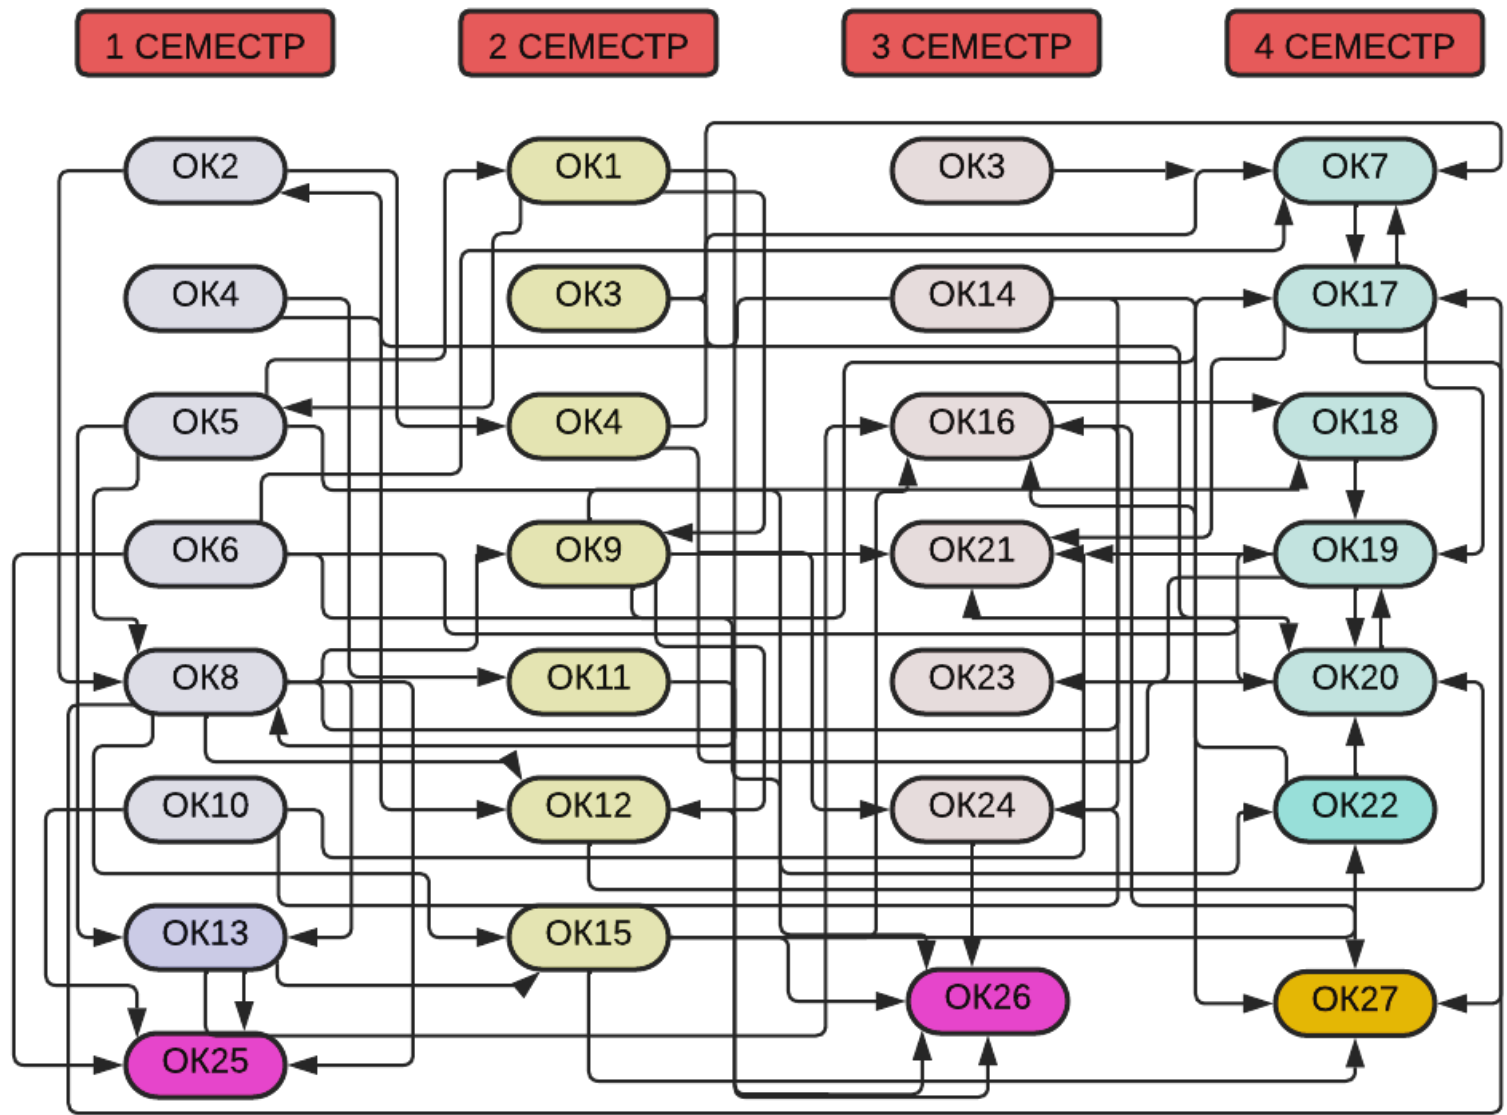 1 СЕМЕСТР 2 СЕМЕСТР 3 СЕМЕСТР 4 СЕМЕСТР
ОК2 ОК1 ОК3 ОК7
ОК4 ОК3 ОК14 ОК17
ОК5 ОК4 ОК16 ОК18
ОК6 ОК9 ОК21 ОК19
ОК8 ОК11 ОК23 ОК20
ОК10 ОК12 ОК24 ОК22
ОК13 ОК15
ОК26 ОК27
ОК25